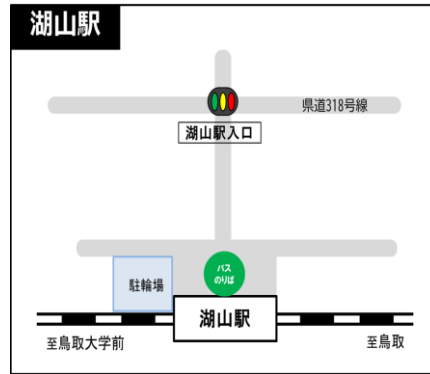 湖山駅
県道318号線
湖山駅入口
バス
のりば
駐輪場
湖山駅
至鳥取大学前
至鳥取